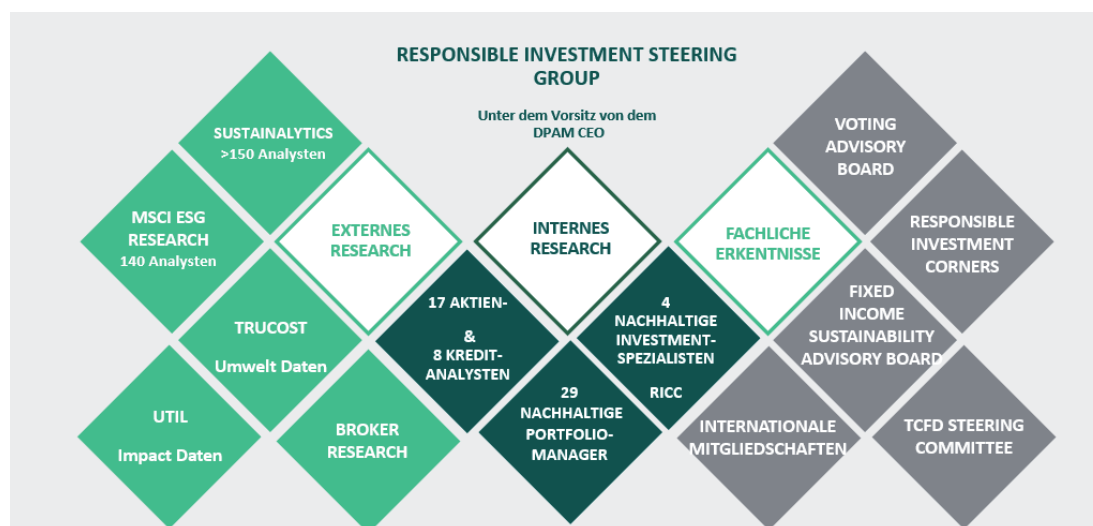 RESPONSIBLE INVESTMENT STEERING
GROUP
Unter dem Vorsitz von dem
DPAM CEO
SUSTAINALYTICS
>150 Analysten
MSCI ESG
RESEARCH
140 Analysten
EXTERNES
RESEARCH
TRUCOST
Umwelt Daten
UTIL
Impact Daten
BROKER
RESEARCH
INTERNES
RESEARCH
17 AKTIEN-
&
8 KREDIT-
ANALYSTEN
4
NACHHALTIGE
INVESTMENT-
SPEZIALISTEN
RICC
29
NACHHALTIGE
PORTFOLIO-
MANAGER
FACHLICHE
ERKENTNISSE
VOTING
ADVISORY
BOARD
RESPONSIBLE
INVESTMENT
CORNERS
FIXED
INCOME
SUSTAINABILITY
ADVISORY BOARD
INTERNATIONALE
MITGLIEDSCHAFTEN
TCFD STEERING
COMMITTEE